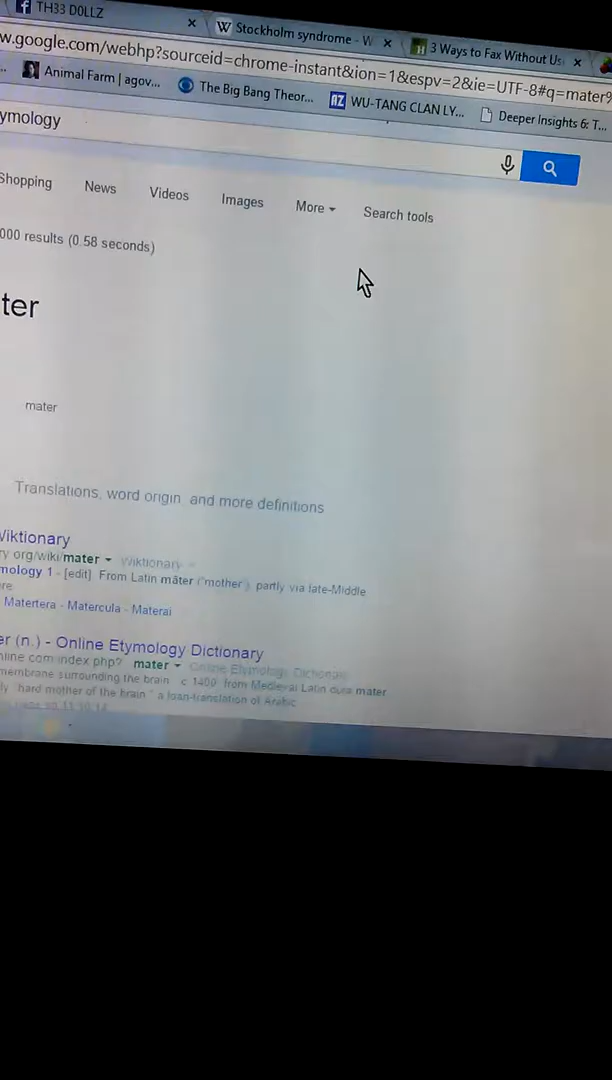 TH33 D0LLZ
Stockholm syndrome - W
3 Ways to Fax Without Us
w.google.com/webhp?sourceid=chrome-instant&ion=1&espv=2&ie=UTF-8#q=mater%
Animal Farm | agov...
The Big Bang Theor...
WU-TANG CLAN LY...
Deeper Insights &: T...
ymology
Shopping News Videos Images More Search tools
000 results (0.58 seconds)
ter
mater
Translations, word origin, and more definitions
Wiktionary
ry.org/wiki/mater Wiktionary
mology 1 - [edit] From Latin māter ("mother"), partly via late-Middle
re
Matertera - Matercula - Materai
er (n.) - Online Etymology Dictionary
nline.com/index.php? mater Online Etymology Dictionary
membrane surrounding the brain c 1400 from Medieval Latin dura mater
ly "hard mother of the brain " a loan-translation of Arabic